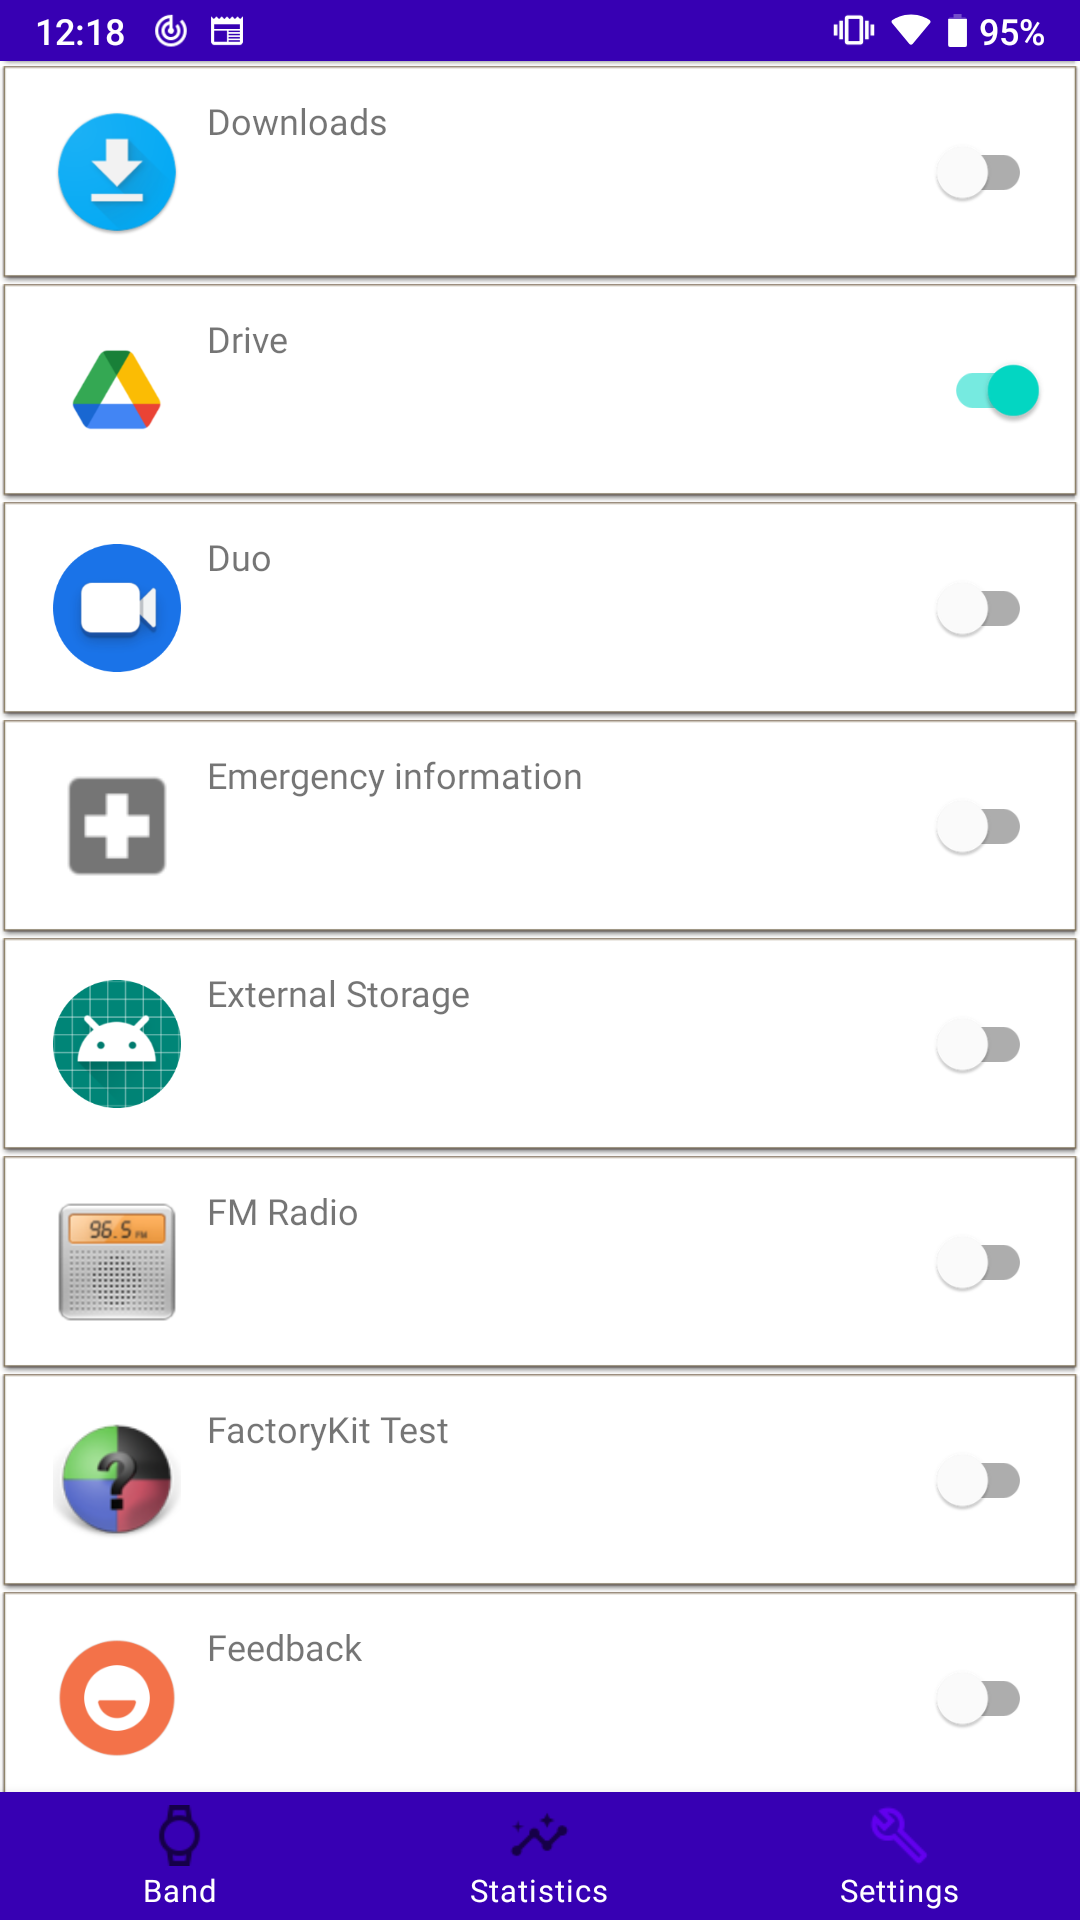 12:18 95%
Downloads
Drive
Duo
Emergency information
External Storage
96.5 FM
FM Radio
FactoryKit Test
Feedback
Band Statistics Settings